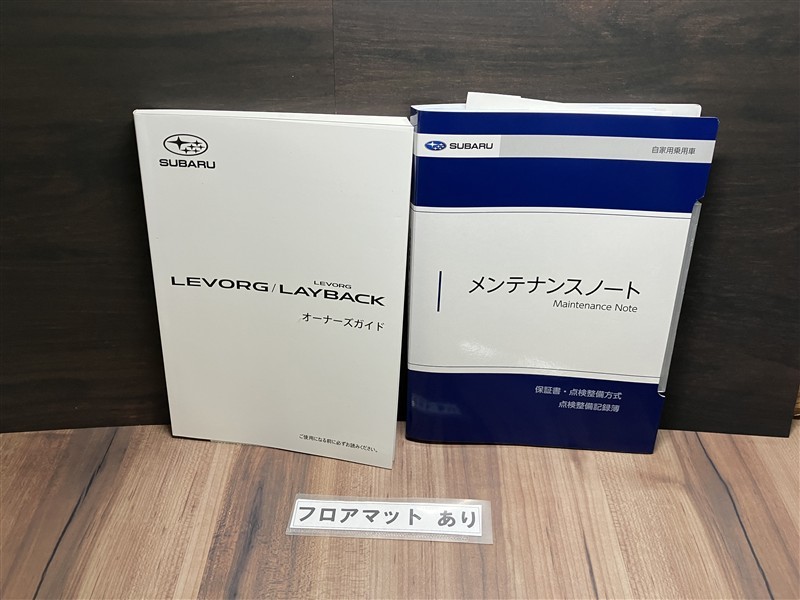 SUBARU
LEVORG
LEVORG/LAYBACK
オーナーズガイド
ご使用になる前に必ずお読みください。
SUBARU
自家用乗用車
メンテナンスノート
Maintenance Note
保証書・点検整備方式
点検整備記録簿
フロアマット あり